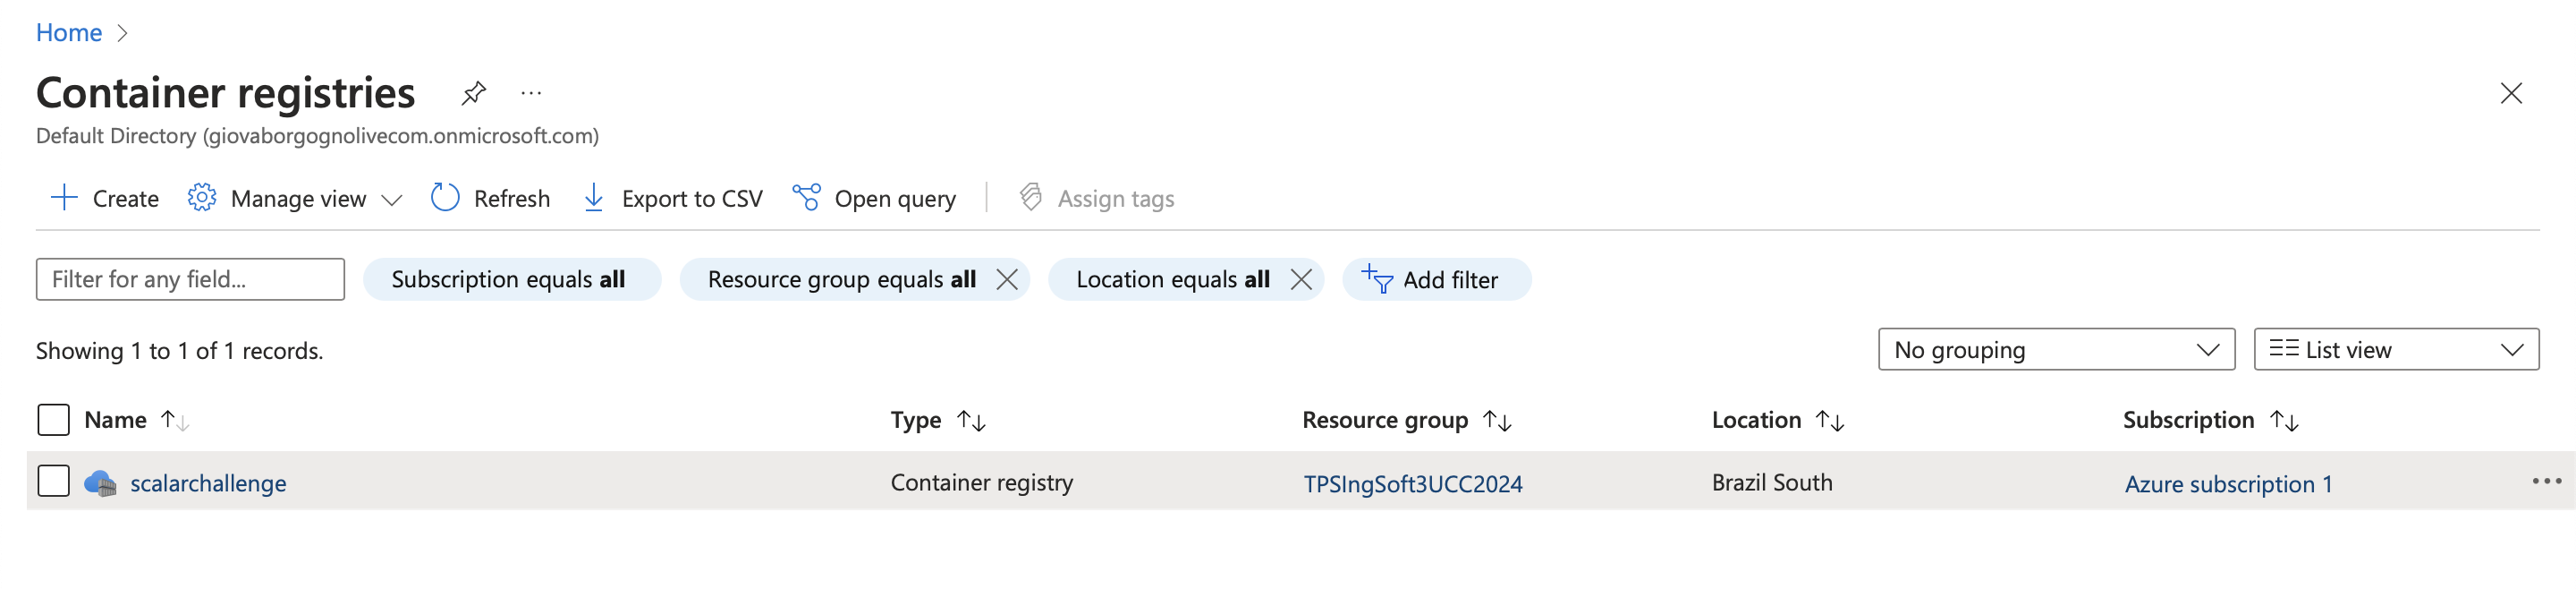 Home
Container registries
Default Directory (giovaborgognolivecom.onmicrosoft.com)
Create Manage view Refresh Export to CSV Open query Assign tags
Filter for any field... Subscription equals all Resource group equals all Location equals all Add filter
Showing 1 to 1 of 1 records. No grouping List view
Name Type Resource group Location Subscription
scalarchallenge Container registry TPSIngSoft3UCC2024 Brazil South Azure subscription 1